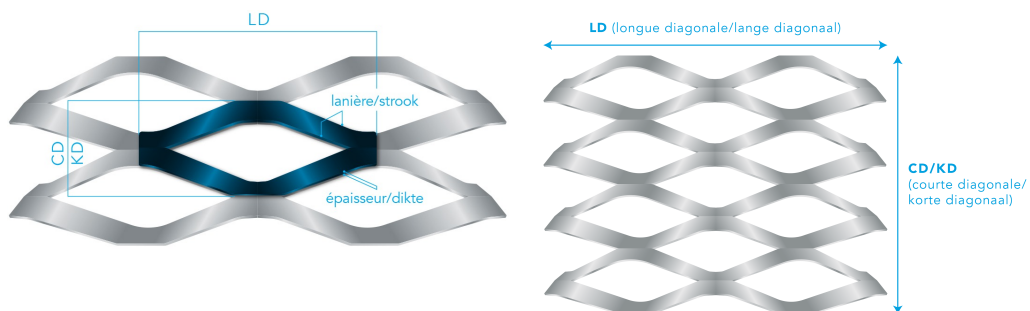 LD
lanière/strook
CD
KD
épaisseur/dikte
LD (longue diagonale/lange diagonaal)
CD/KD
(courte diagonale/
korte diagonaal)